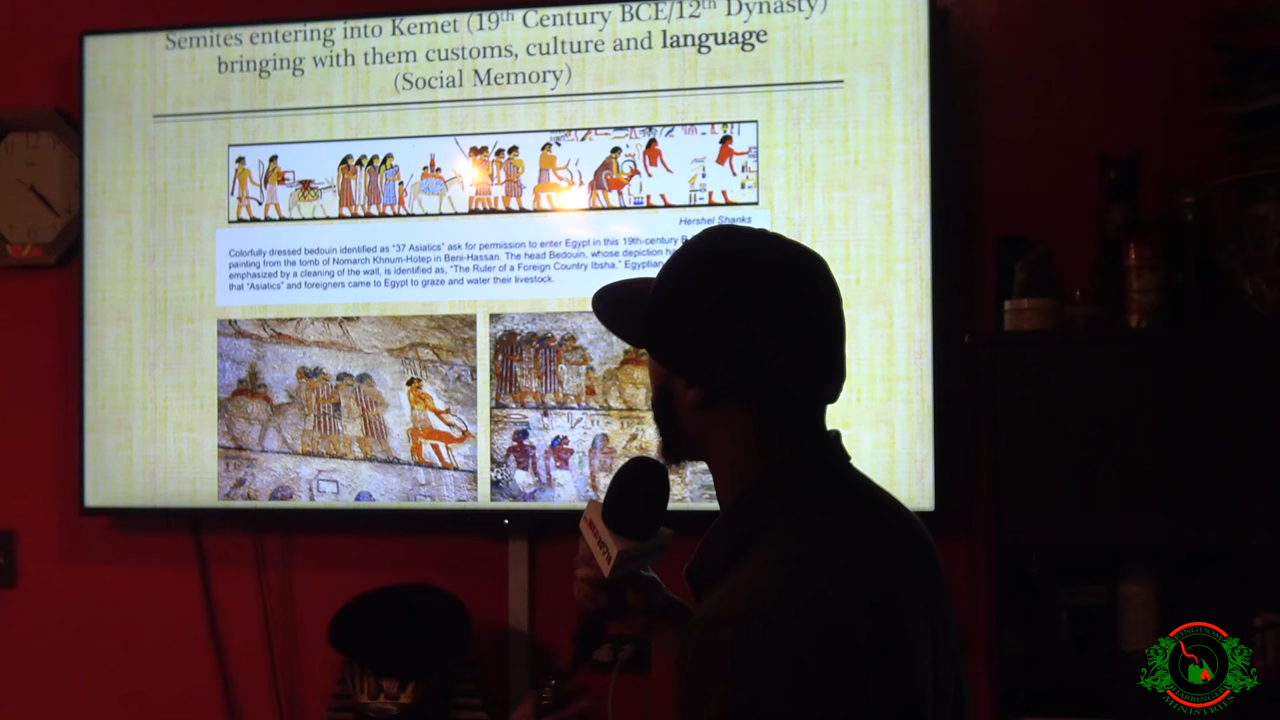 Semites entering into Kemet (19th Century BCE/12th Dynasty)
bringing with them customs, culture and language
(Social Memory)
Hershel Shanks
Colorfully dressed bedouin identified as “37 Asiatics” ask for permission to enter Egypt in this 19th-century
painting from the tomb of Nomarch Khnum-Hotep in Beni-Hassan. The head Bedouin, whose depiction
emphasized by a cleaning of the wall, is identified as, “The Ruler of a Foreign Country Ibsha.” Egyptian
that “Asiatics” and foreigners came to Egypt to graze and water their livestock.
KINGDOM
HARBINGER
MINISTRIES